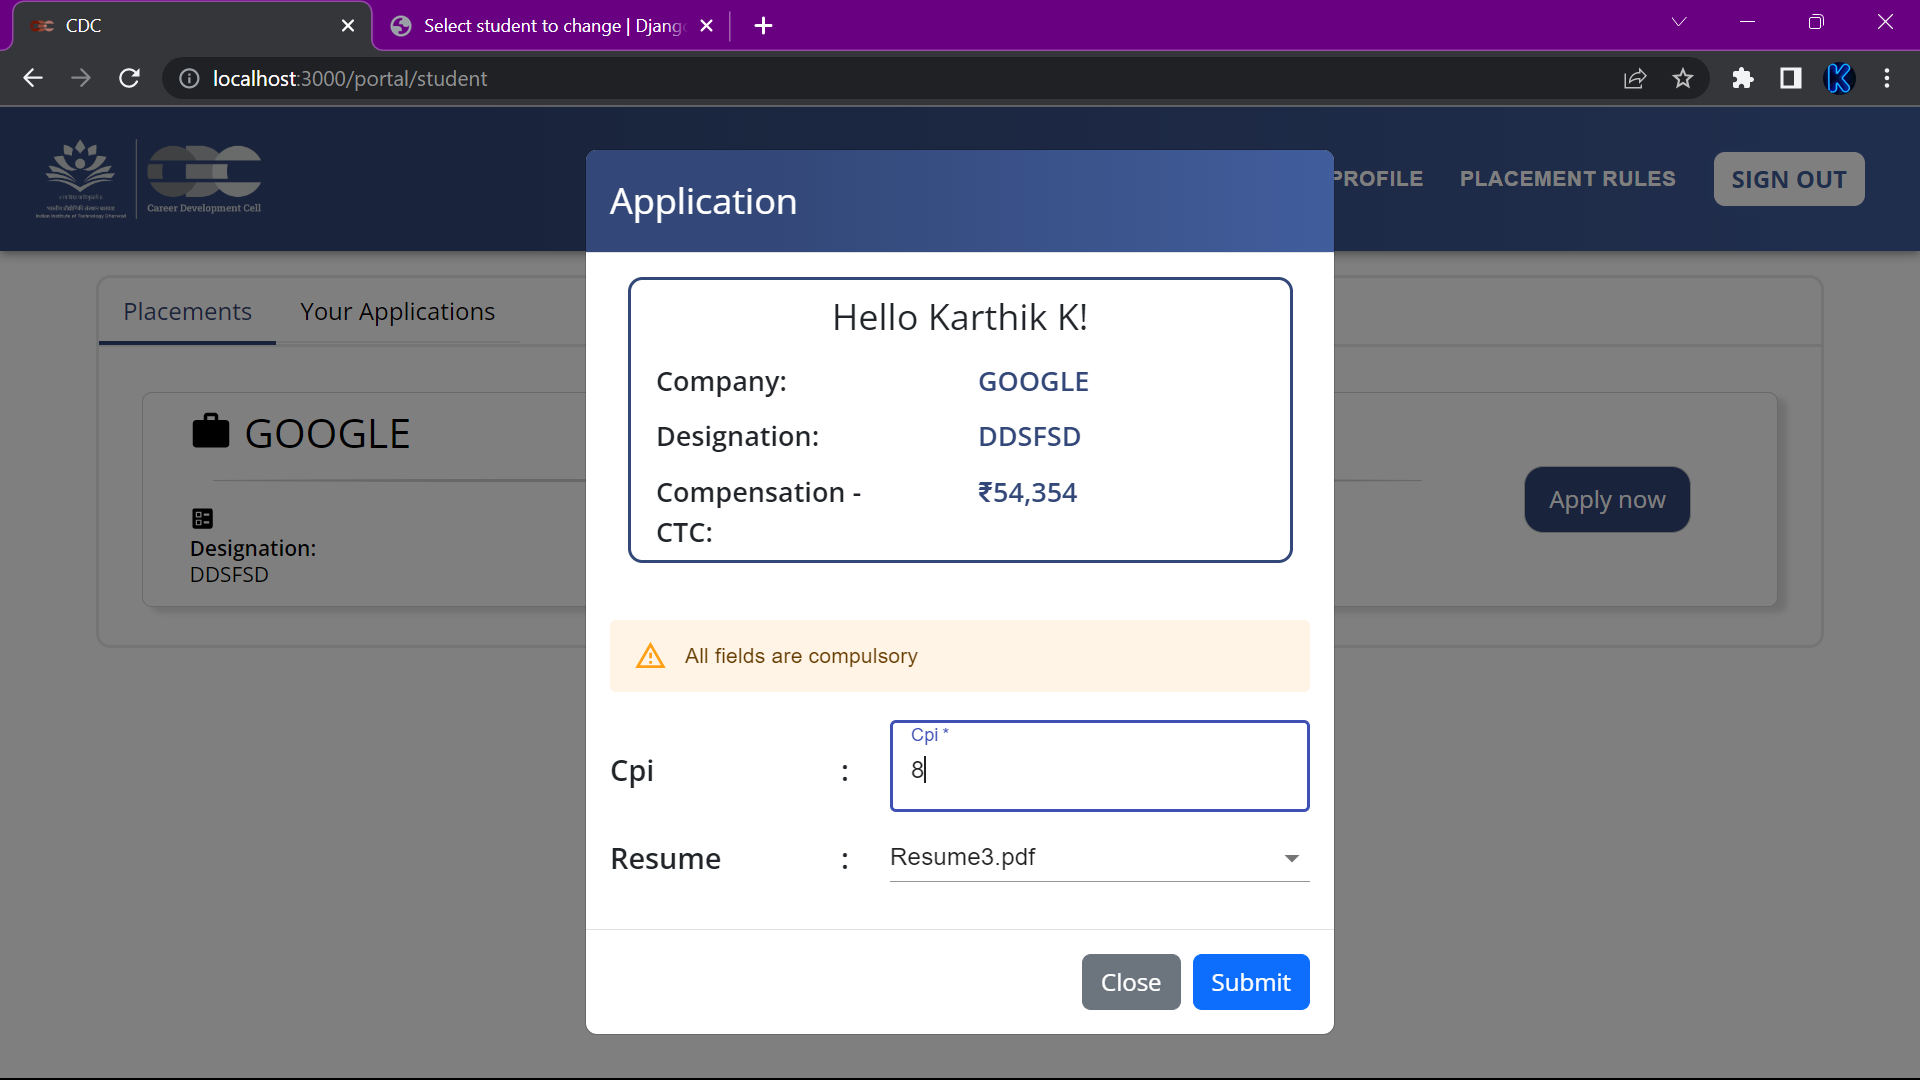 CDC
Select student to change | Djang
localhost:3000/portal/student
Career Development Cell
PROFILE
PLACEMENT RULES
SIGN OUT
Placements
Your Applications
GOOGLE
Designation:
DDSFSD
Apply now
Application
Hello Karthik K!
Company: GOOGLE
Designation: DDSFSD
Compensation - ₹54,354
CTC:
All fields are compulsory
Cpi *
Cpi : 8
Resume : Resume3.pdf
Close Submit